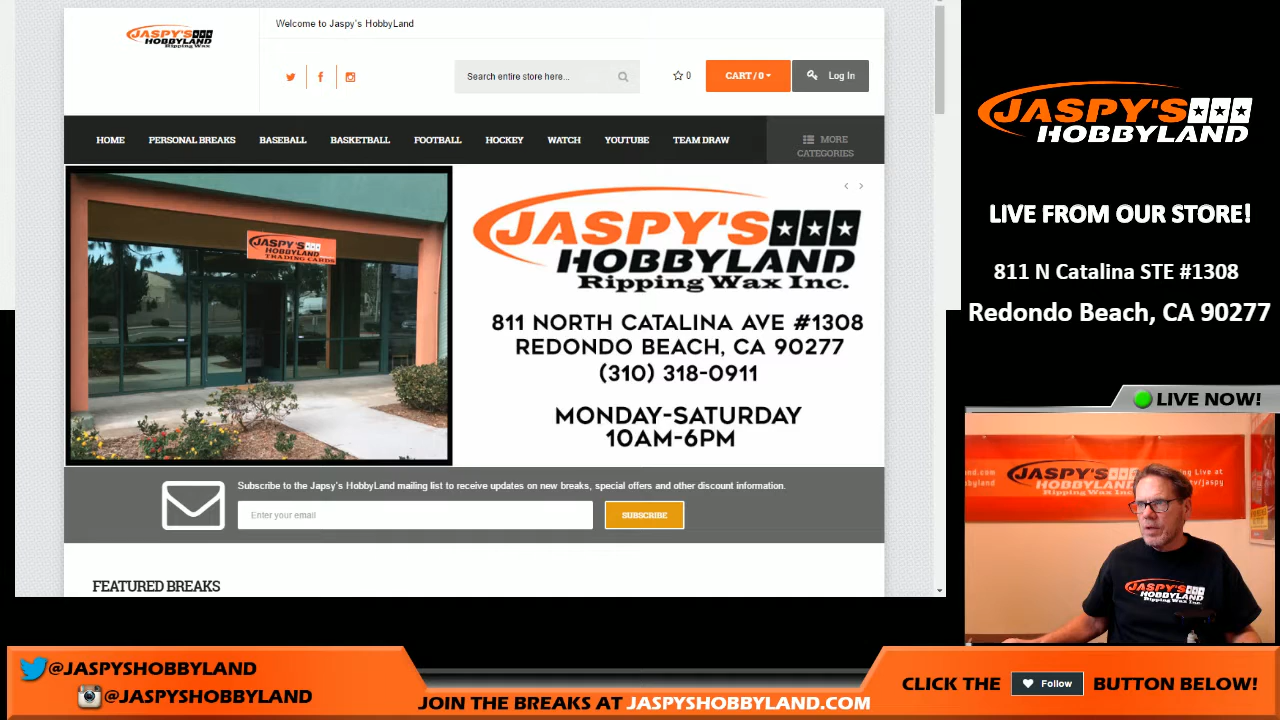 JASPY'S
HOBBYLAND
Ripping Wax
Welcome to Jaspy's HobbyLand
Search entire store here...
0
CART / 0
Log In
HOME
PERSONAL BREAKS
BASEBALL
BASKETBALL
FOOTBALL
HOCKEY
WATCH
YOUTUBE
TEAM DRAW
MORE
CATEGORIES
JASPY'S
HOBBYLAND
TRADING CARDS
JASPY'S
HOBBYLAND
Ripping Wax Inc.
811 NORTH CATALINA AVE #1308
REDONDO BEACH, CA 90277
(310) 318-0911
MONDAY-SATURDAY
10AM-6PM
Subscribe to the Japsy's HobbyLand mailing list to receive updates on new breaks, special offers and other discount information.
Enter your email
SUBSCRIBE
FEATURED BREAKS
JASPY'S
HOBBYLAND
LIVE FROM OUR STORE!
811 N Catalina STE #1308
Redondo Beach, CA 90277
LIVE NOW!
JASPY'S
HOBBYLAND
Ripping Wax Inc.
JASPY'S
HOBBYLAND
Ripping Wax Inc.
@JASPYSHOBBYLAND
@JASPYSHOBBYLAND
JOIN THE BREAKS AT JASPYSHOBBYLAND.COM
CLICK THE Follow BUTTON BELOW!